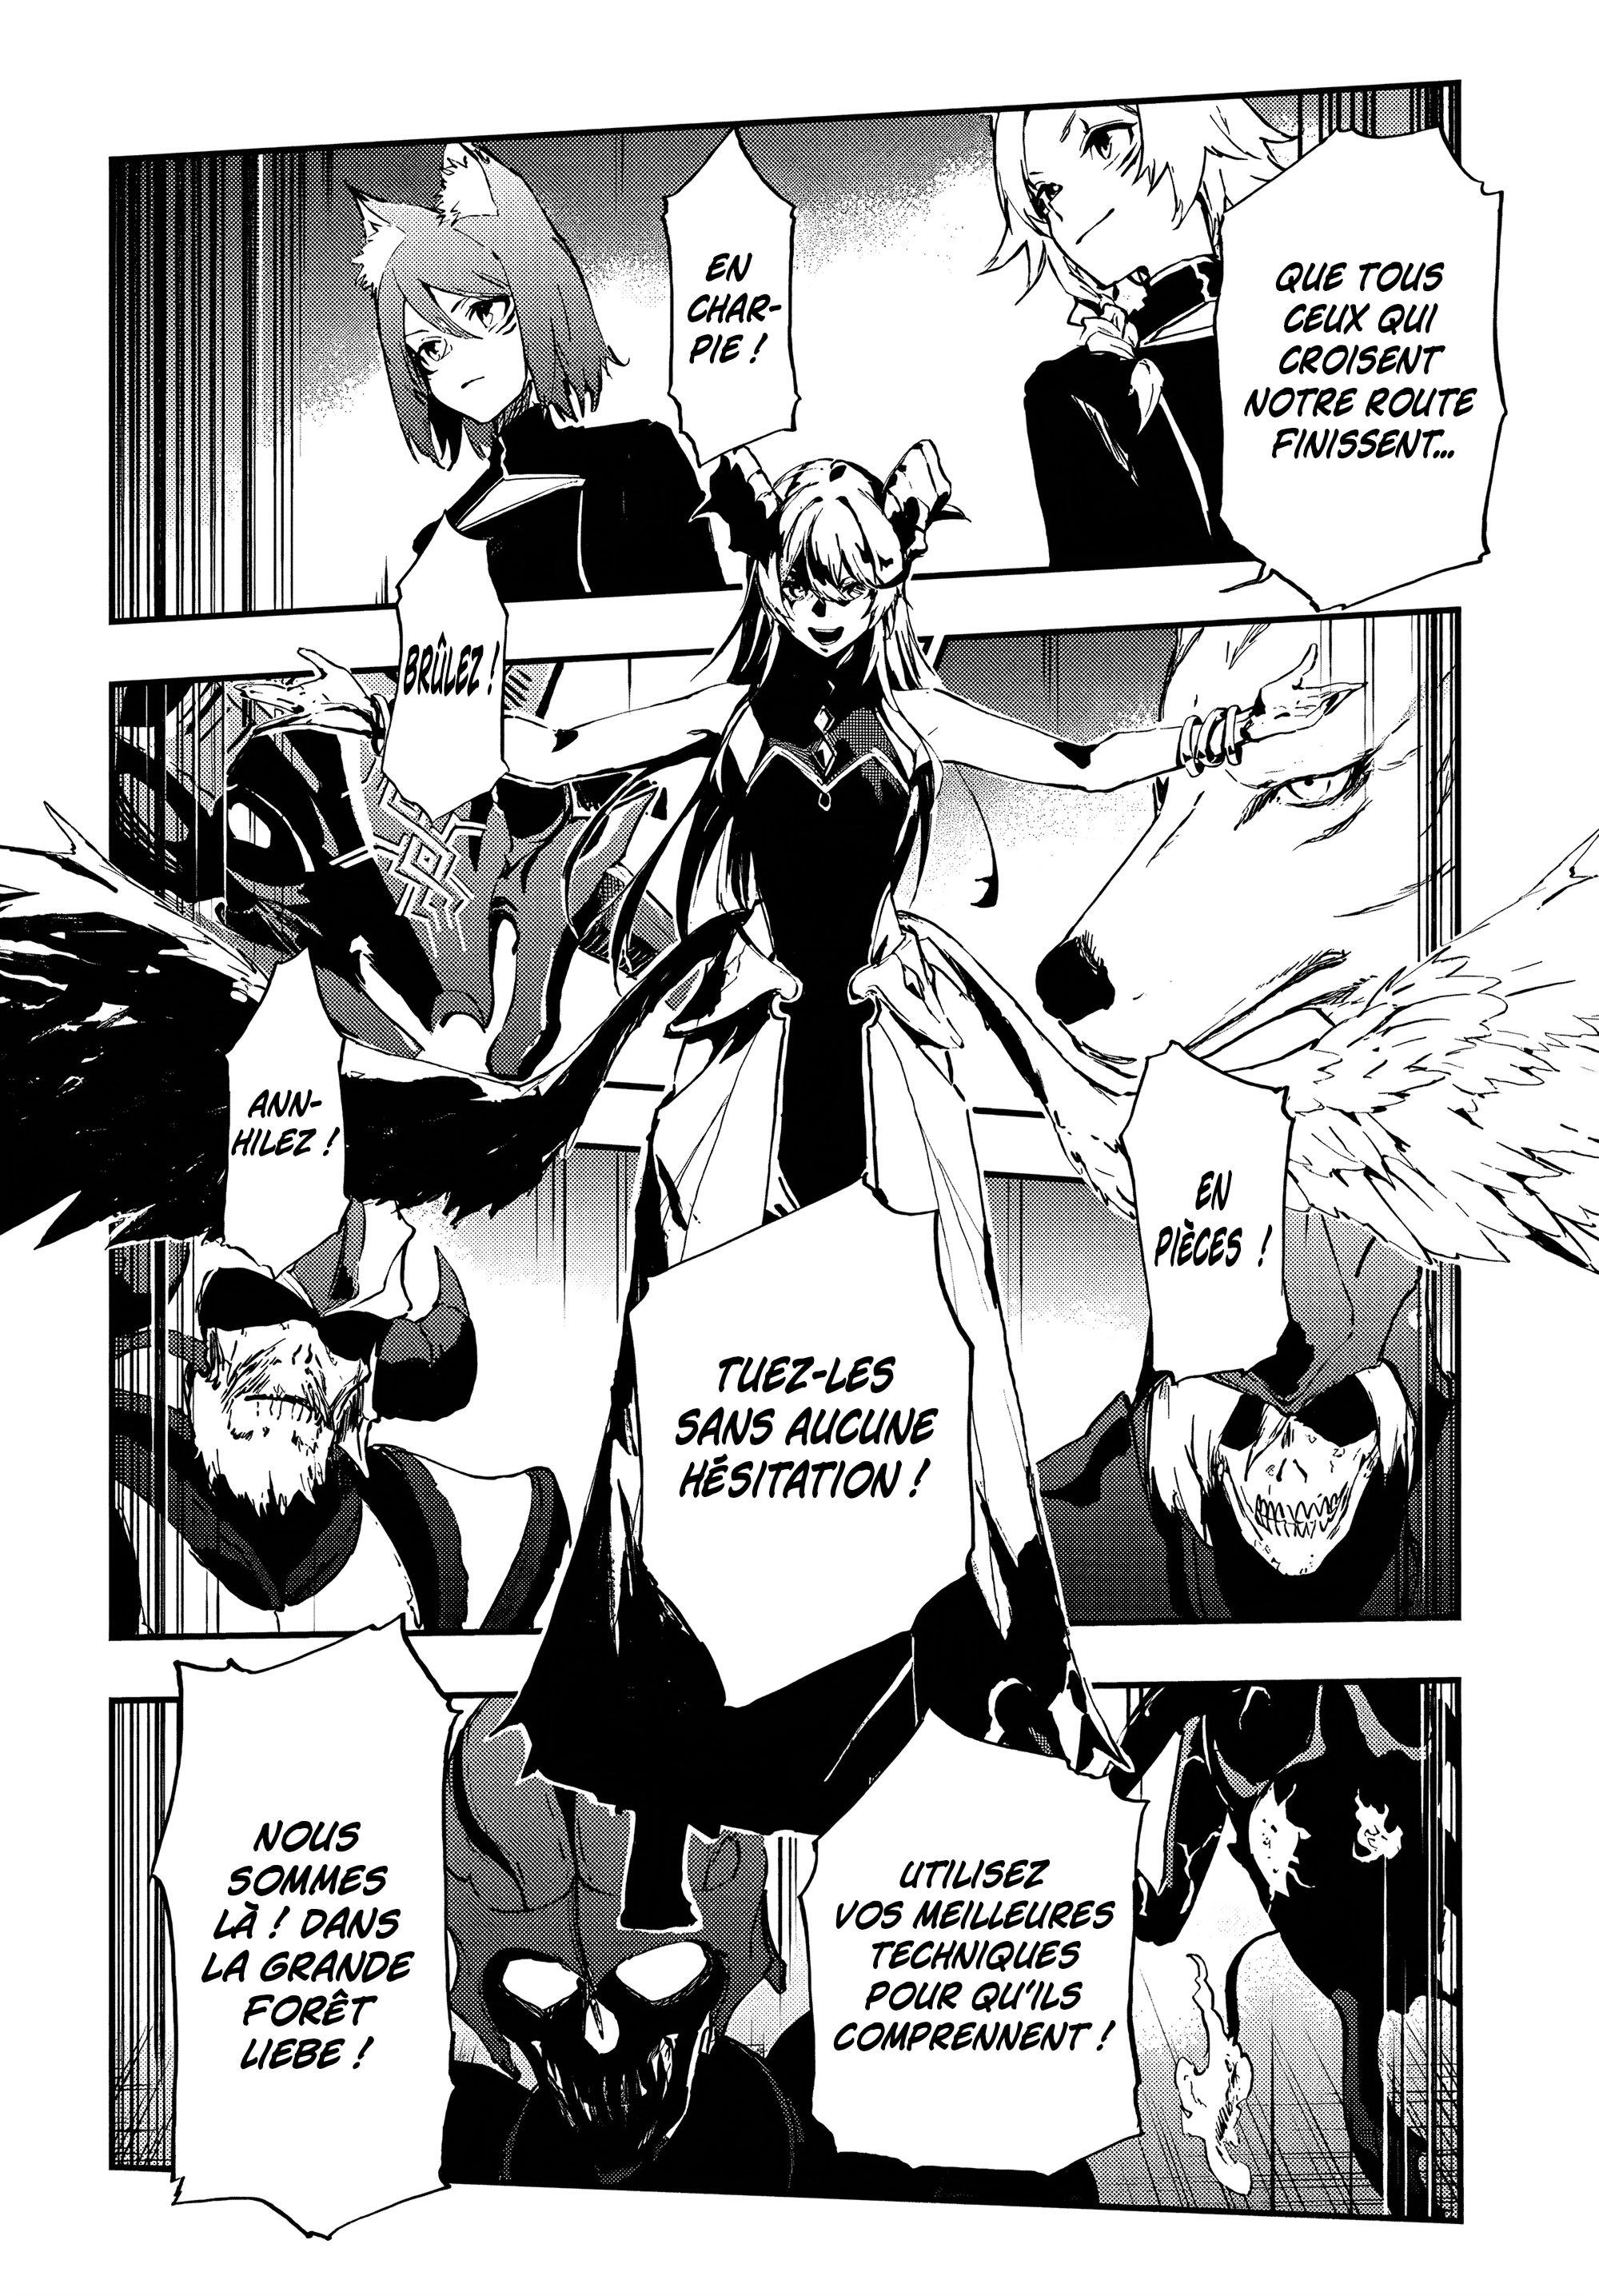 QUE TOUS
CEUX QUI
CROISENT
NOTRE ROUTE
FINISSENT...
EN
CHAR-
PIE !
BRÛLEZ !
EN
PIÈCES !
ANN-
HILEZ !
TUEZ-LES
SANS AUCUNE
HÉSITATION !
UTILISEZ
VOS MEILLEURES
TECHNIQUES
POUR QU'ILS
COMPRENNENT !
NOUS
SOMMES
LÀ ! DANS
LA GRANDE
FORÊT
LIEBE !